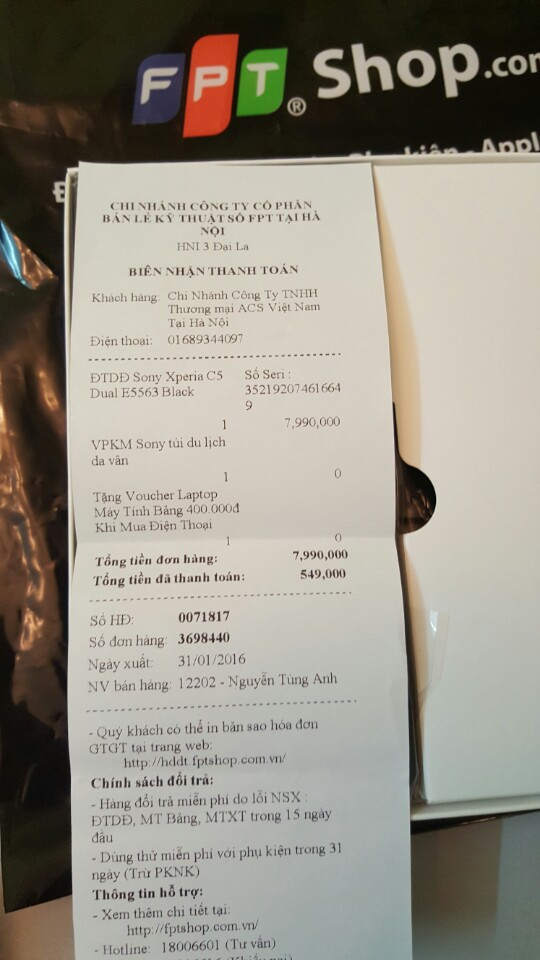 FPT® Shop.com
CHI NHÁNH CÔNG TY CỔ PHẦN
BÁN LẺ KỸ THUẬT SỐ FPT TẠI HÀ
NỘI
HNI 3 Đại La
BIÊN NHẬN THANH TOÁN
Khách hàng: Chi Nhánh Công Ty TNHH
Thương mại ACS Việt Nam
Tại Hà Nội
Điện thoại: 01689344097
ĐTDĐ Sony Xperia C5 Số Seri :
Dual E5563 Black 35219207461664
9
1 7,990,000
VPKM Sony túi du lịch
da vân
1 0
Tặng Voucher Laptop
Máy Tính Bảng 400.000đ
Khi Mua Điện Thoại
1 0
Tổng tiền đơn hàng: 7,990,000
Tổng tiền đã thanh toán: 549,000
Số HĐ: 0071817
Số đơn hàng: 3698440
Ngày xuất: 31/01/2016
NV bán hàng: 12202 - Nguyễn Tùng Anh
- Quý khách có thể in bản sao hóa đơn
GTGT tại trang web:
http://hddt.fptshop.com.vn/
Chính sách đổi trả:
- Hàng đổi trả miễn phí do lỗi NSX :
ĐTDĐ, MT Bảng, MTXT trong 15 ngày
đầu
- Dùng thử miễn phí với phụ kiện trong 31
ngày (Trừ PKNK)
Thông tin hỗ trợ:
- Xem thêm chi tiết tại:
http://fptshop.com.vn/
- Hotline: 18006601 (Tư vấn)